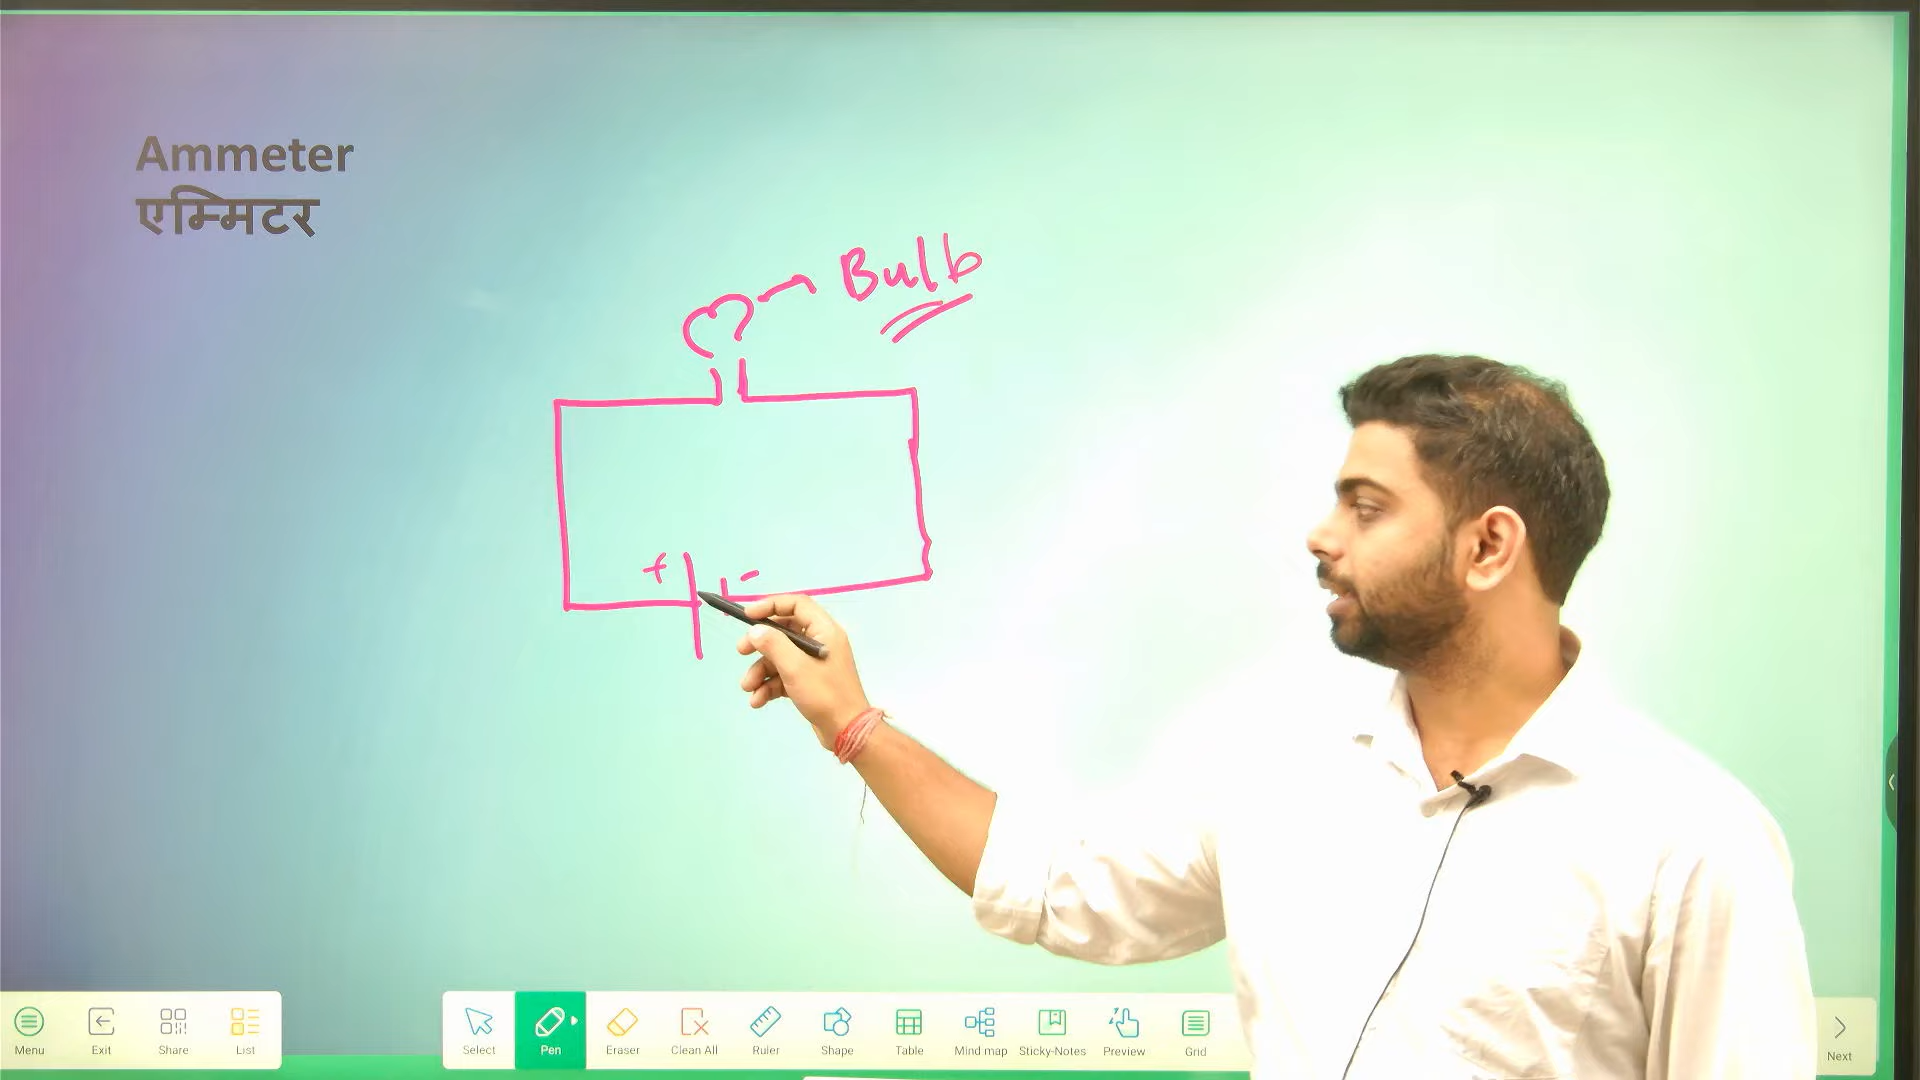 Ammeter
एम्मिटर
Bulb
+ -
Menu Exit Share List Select Pen Eraser Clean All Ruler Shape Table Mind map Sticky-Notes Preview Grid Next